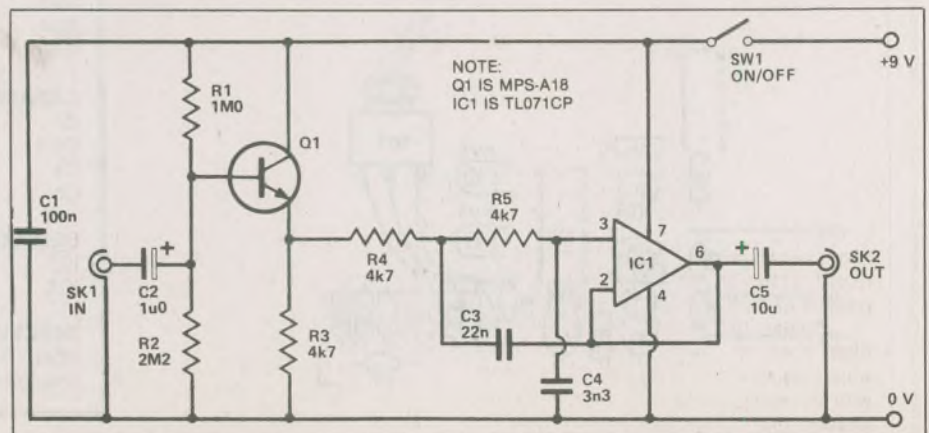 SW1
ON/OFF
+9 V
NOTE:
Q1 IS MPS-A18
IC1 IS TL071CP
R1
1M0
Q1
C1
100n
R5
4k7
3
7
IC1
6
2
4
+
SK2
OUT
R4
4k7
C5
10u
+
SK1
IN
C2
1u0
C3
22n
R2
2M2
R3
4k7
C4
3n3
0 V